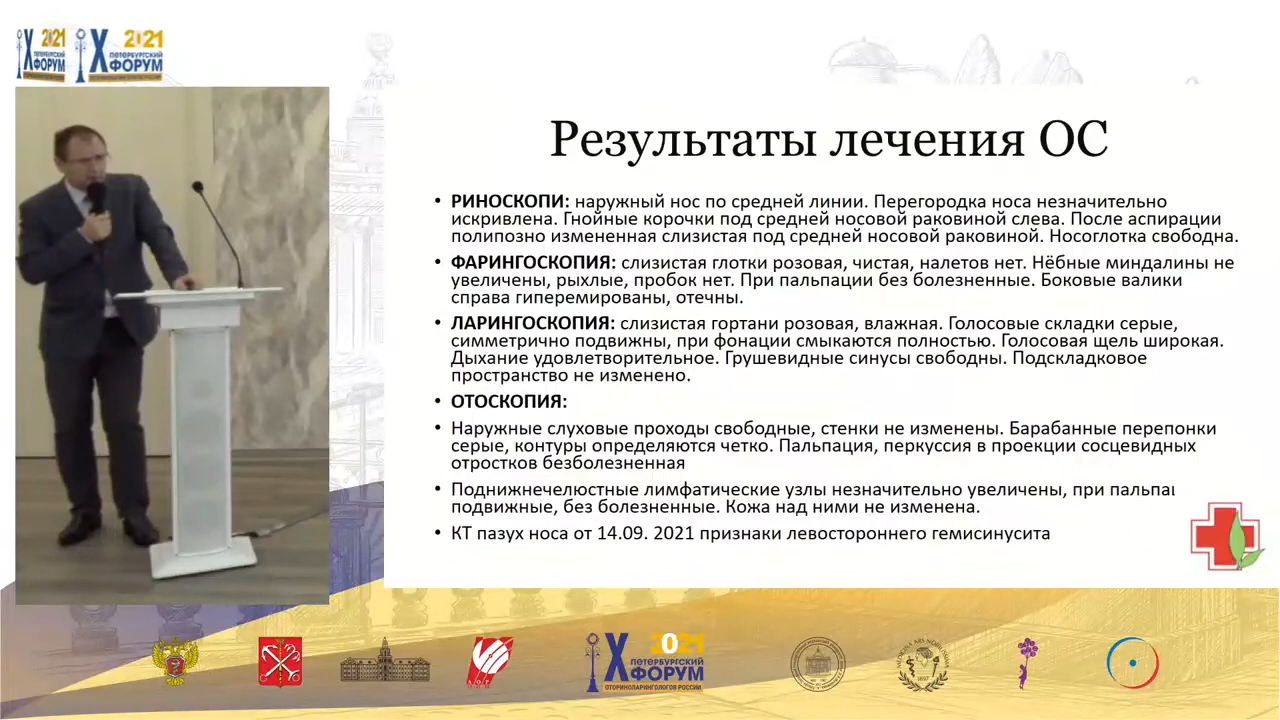 2021
X
ПЕТЕРБУРГСКИЙ
ФОРУМ
2021
X
ПЕТЕРБУРГСКИЙ
ФОРУМ
ОТОРИНОЛАРИНГОЛОГОВ РОССИИ
Результаты лечения ОС
• РИНОСКОПИ: наружный нос по средней линии. Перегородка носа незначительно
искривлена. Гнойные корочки под средней носовой раковиной слева. После аспирации
полипозно измененная слизистая под средней носовой раковиной. Носоглотка свободна.
• ФАРИНГОСКОПИЯ: слизистая глотки розовая, чистая, налетов нет. Нёбные миндалины не
увеличены, рыхлые, пробок нет. При пальпации без болезненные. Боковые валики
справа гиперемированы, отечны.
• ЛАРИНГОСКОПИЯ: слизистая гортани розовая, влажная. Голосовые складки серые,
симметрично подвижны, при фонации смыкаются полностью. Голосовая щель широкая.
Дыхание удовлетворительное. Грушевидные синусы свободны. Подскладковое
пространство не изменено.
• ОТОСКОПИЯ:
• Наружные слуховые проходы свободные, стенки не изменены. Барабанные перепонки
серые, контуры определяются четко. Пальпация, перкуссия в проекции сосцевидных
отростков безболезненная
• Поднижнечелюстные лимфатические узлы незначительно увеличены, при пальпац
подвижные, без болезненные. Кожа над ними не изменена.
• КТ пазух носа от 14.09. 2021 признаки левостороннего гемисинусита
2021
X
ПЕТЕРБУРГСКИЙ
ФОРУМ
ОТОРИНОЛАРИНГОЛОГОВ РОССИИ